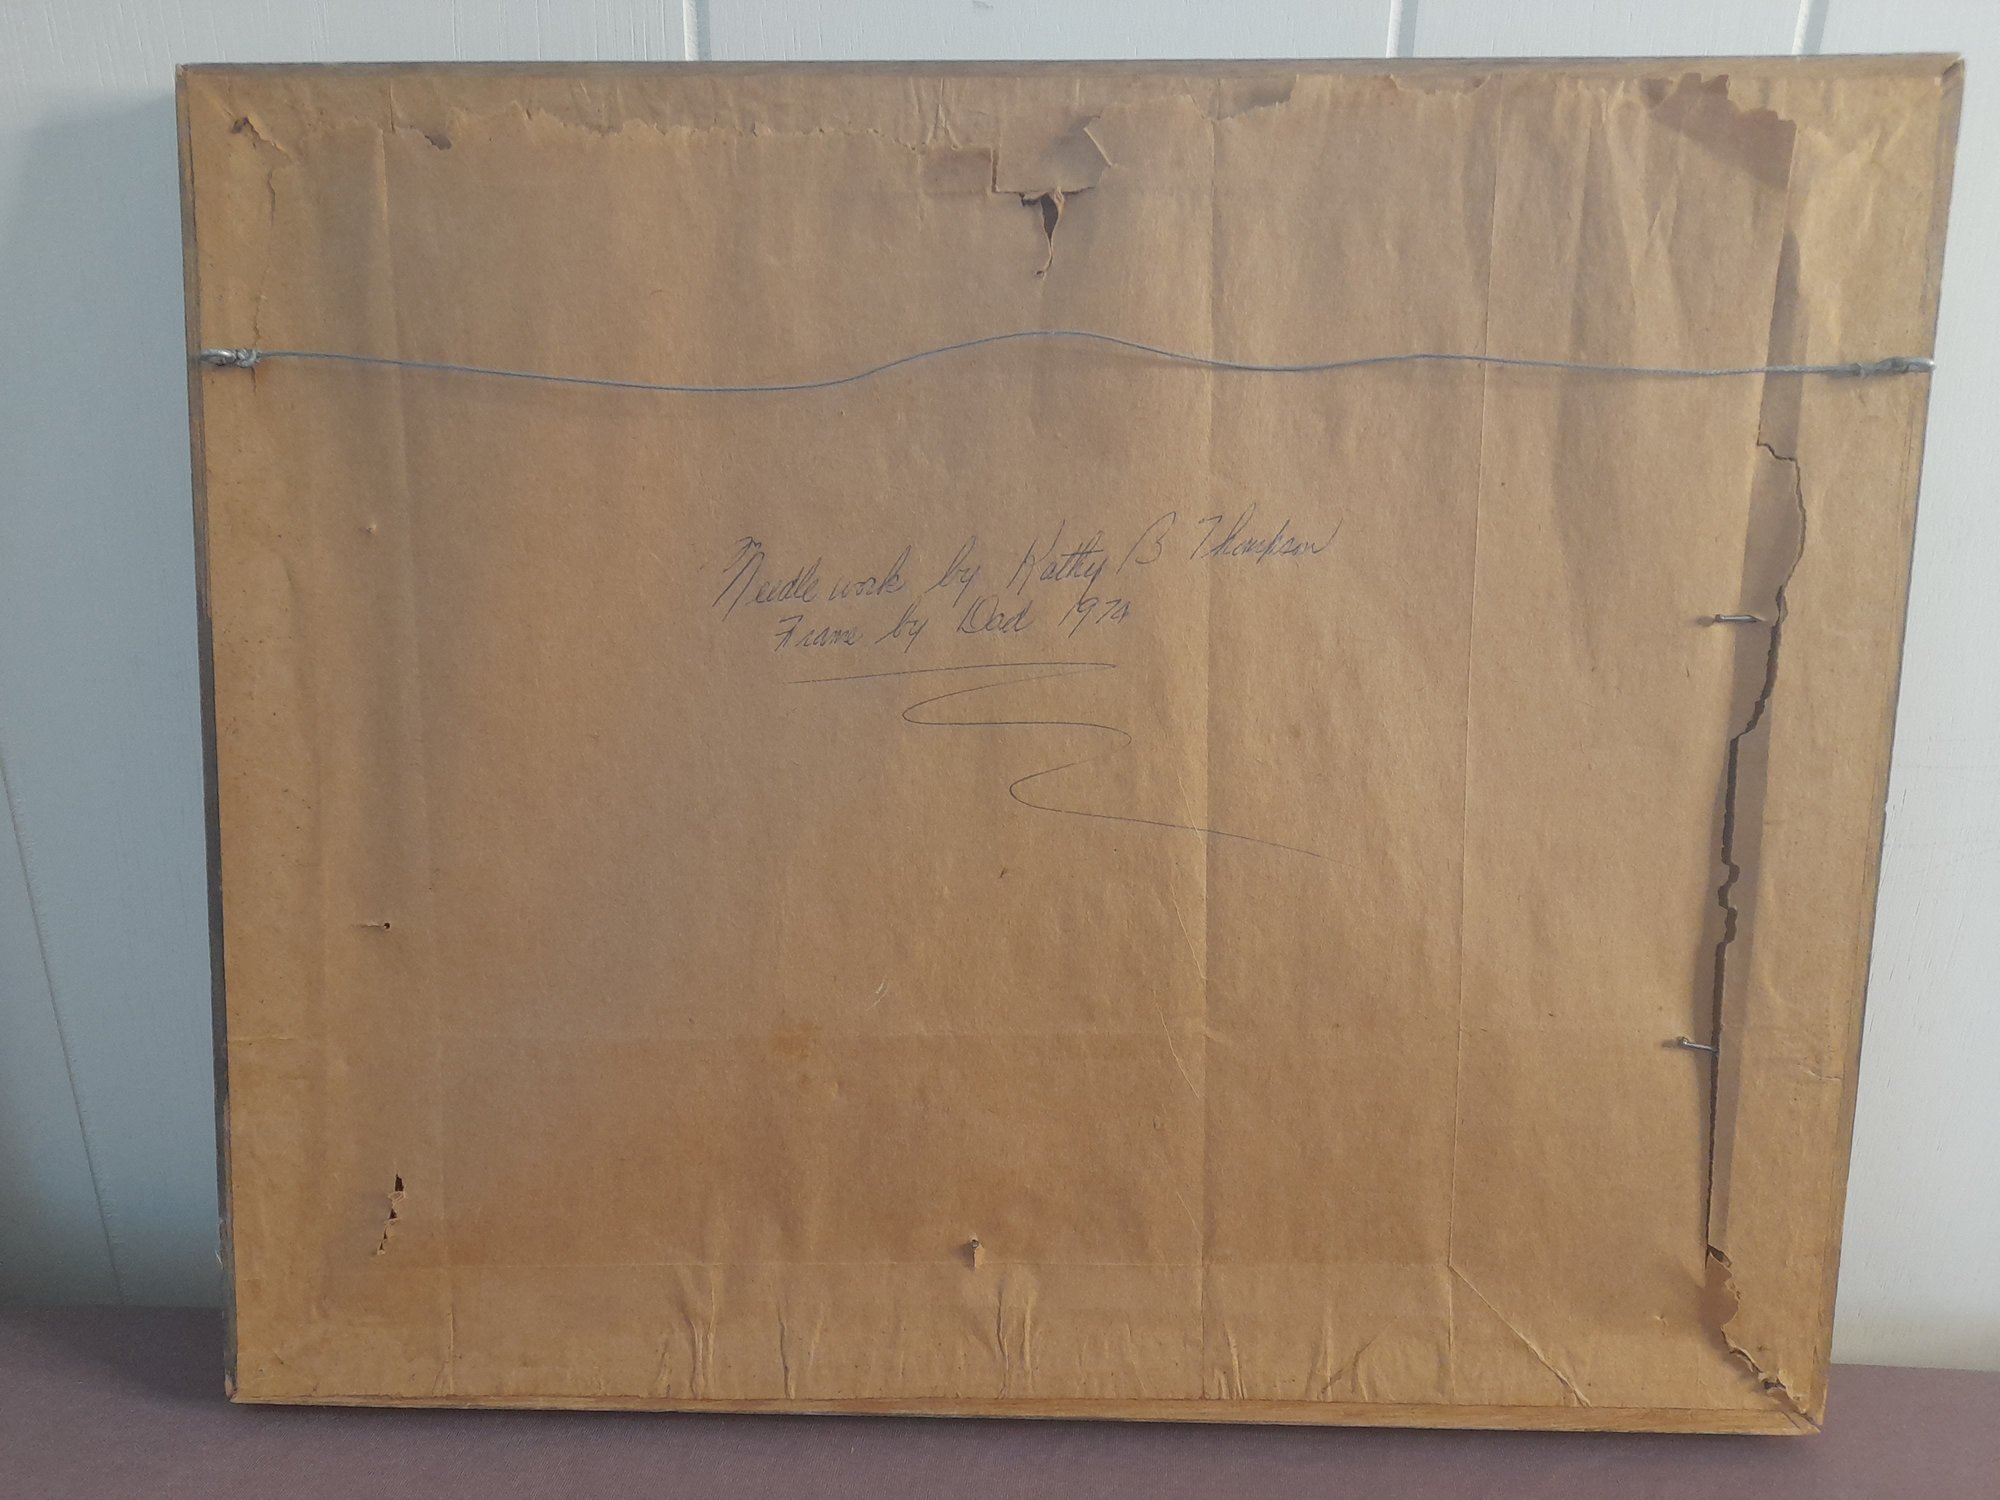 Needle work by Kathy B Thompson
Frame by Dad 1974